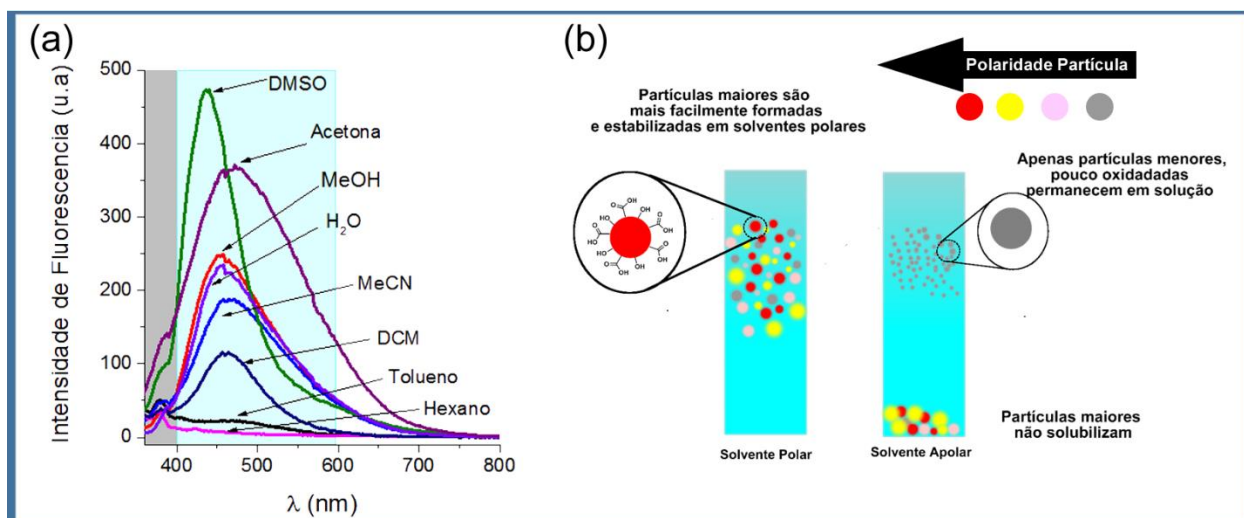 (a)
500
400
300
200
100
0
400
500
600
700
800
Intensidade de Fluorescencia (u.a)
λ (nm)
DMSO
Acetona
MeOH
H₂O
MeCN
DCM
Tolueno
Hexano
(b)
Polaridade Partícula
Partículas maiores são
mais facilmente formadas
e estabilizadas em solventes polares
Apenas partículas menores,
pouco oxidadadas
permanecem em solução
Partículas maiores
não solubilizam
Solvente Polar
Solvente Apolar